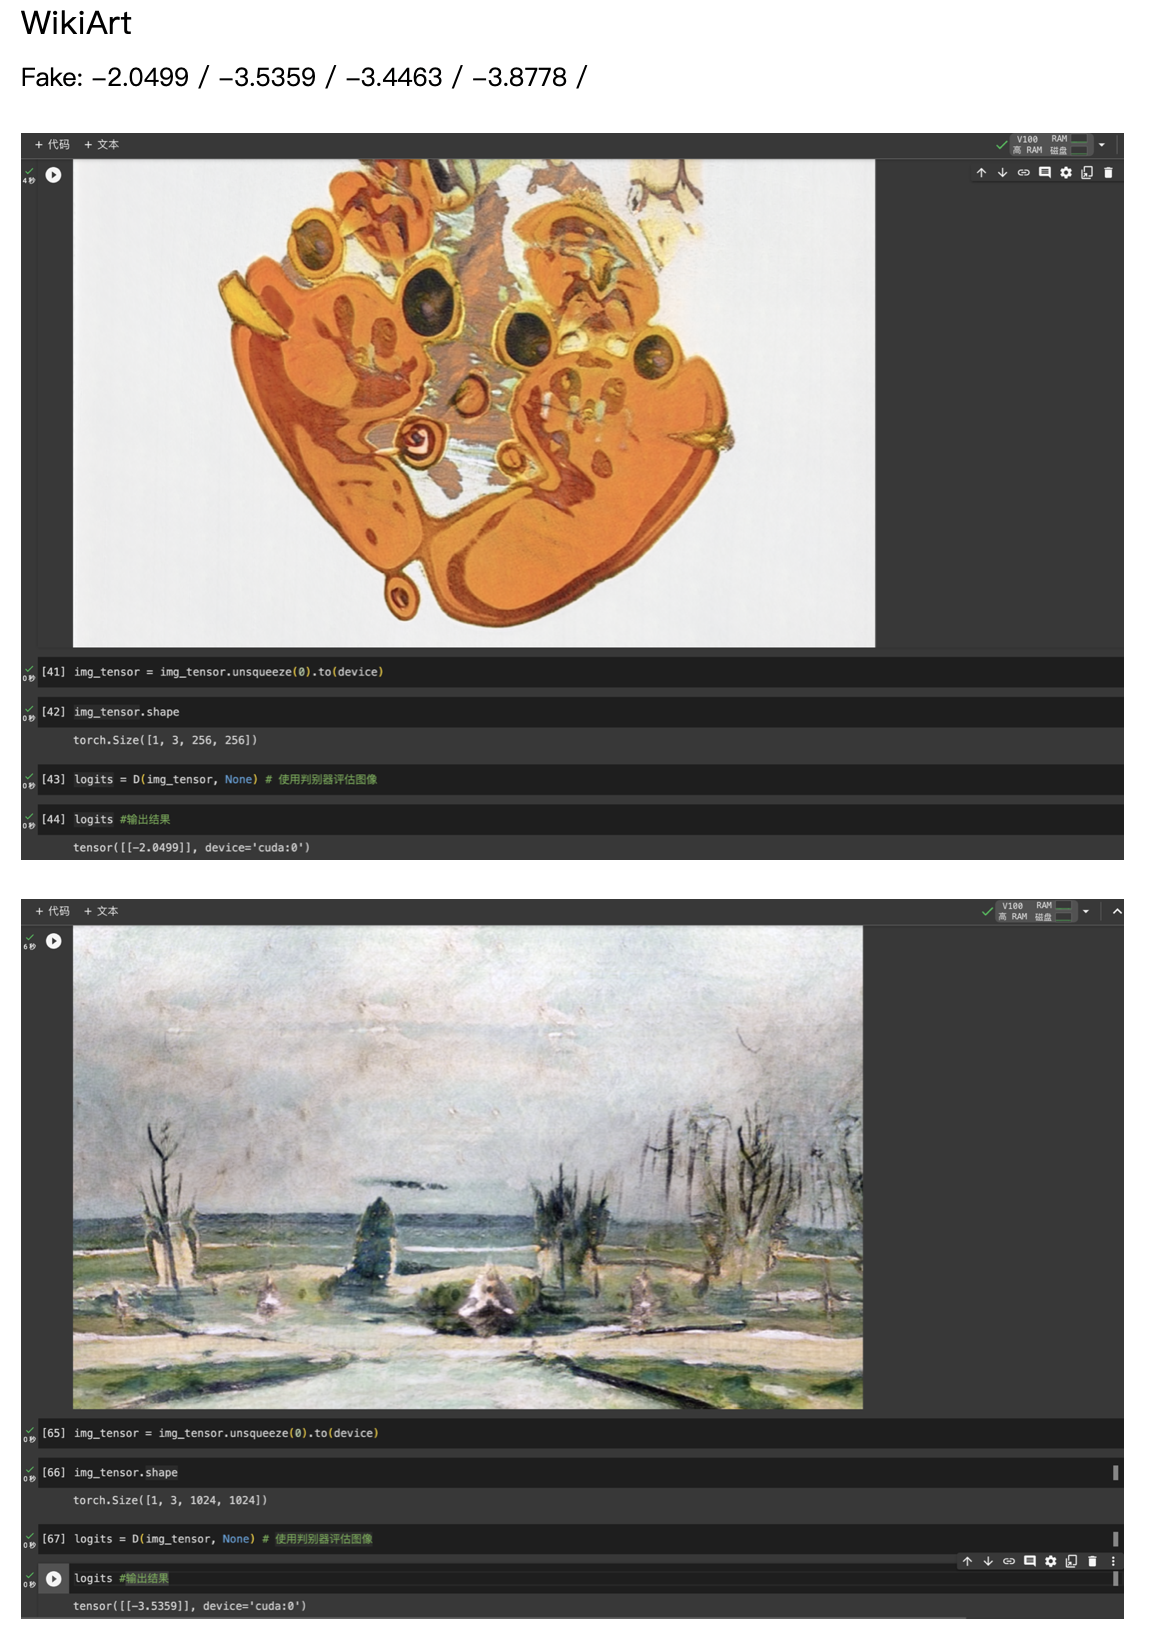 WikiArt
Fake: −2.0499 / −3.5359 / −3.4463 / −3.8778 /
+ 代码 + 文本
V100 RAM
高 RAM 磁盘
4秒
[41] img_tensor = img_tensor.unsqueeze(0).to(device)
0秒
[42] img_tensor.shape
0秒
torch.Size([1, 3, 256, 256])
[43] logits = D(img_tensor, None) # 使用判别器评估图像
0秒
[44] logits #输出结果
0秒
tensor([[-2.0499]], device='cuda:0')
+ 代码 + 文本
V100 RAM
高 RAM 磁盘
6秒
[65] img_tensor = img_tensor.unsqueeze(0).to(device)
0秒
[66] img_tensor.shape
0秒
torch.Size([1, 3, 1024, 1024])
[67] logits = D(img_tensor, None) # 使用判别器评估图像
0秒
logits #输出结果
0秒
tensor([[-3.5359]], device='cuda:0')